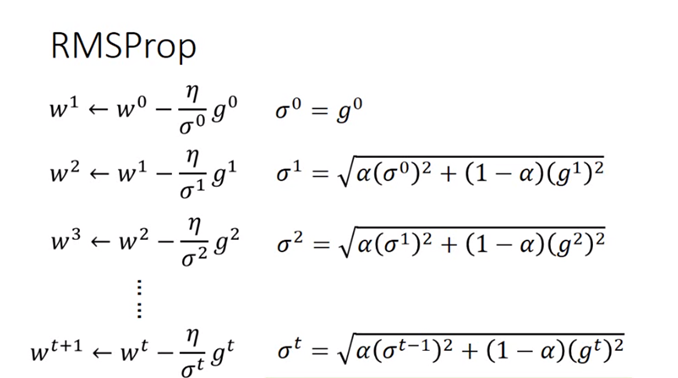 RMSProp
w¹ ← w⁰ − η/σ⁰ g⁰ σ⁰ = g⁰
w² ← w¹ − η/σ¹ g¹ σ¹ = √(α(σ⁰)² + (1 − α)(g¹)²)
w³ ← w² − η/σ² g² σ² = √(α(σ¹)² + (1 − α)(g²)²)
⋮
⋮
wᵗ⁺¹ ← wᵗ − η/σᵗ gᵗ σᵗ = √(α(σᵗ⁻¹)² + (1 − α)(gᵗ)²)